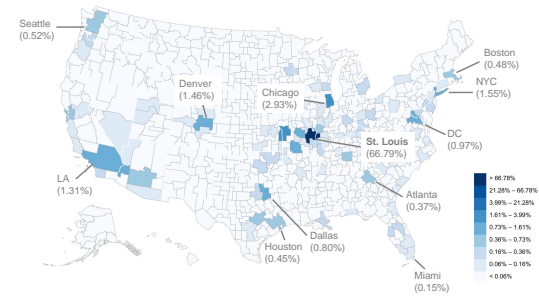 Seattle
(0.52%)
Boston
(0.48%)
NYC
(1.55%)
Denver
(1.46%)
Chicago
(2.93%)
St. Louis
(66.79%)
DC
(0.97%)
LA
(1.31%)
Atlanta
(0.37%)
Dallas
(0.80%)
Houston
(0.45%)
Miami
(0.15%)
> 66.78%
21.28% – 66.78%
3.99% – 21.28%
1.61% – 3.99%
0.73% – 1.61%
0.36% – 0.73%
0.16% – 0.36%
0.06% – 0.16%
< 0.06%